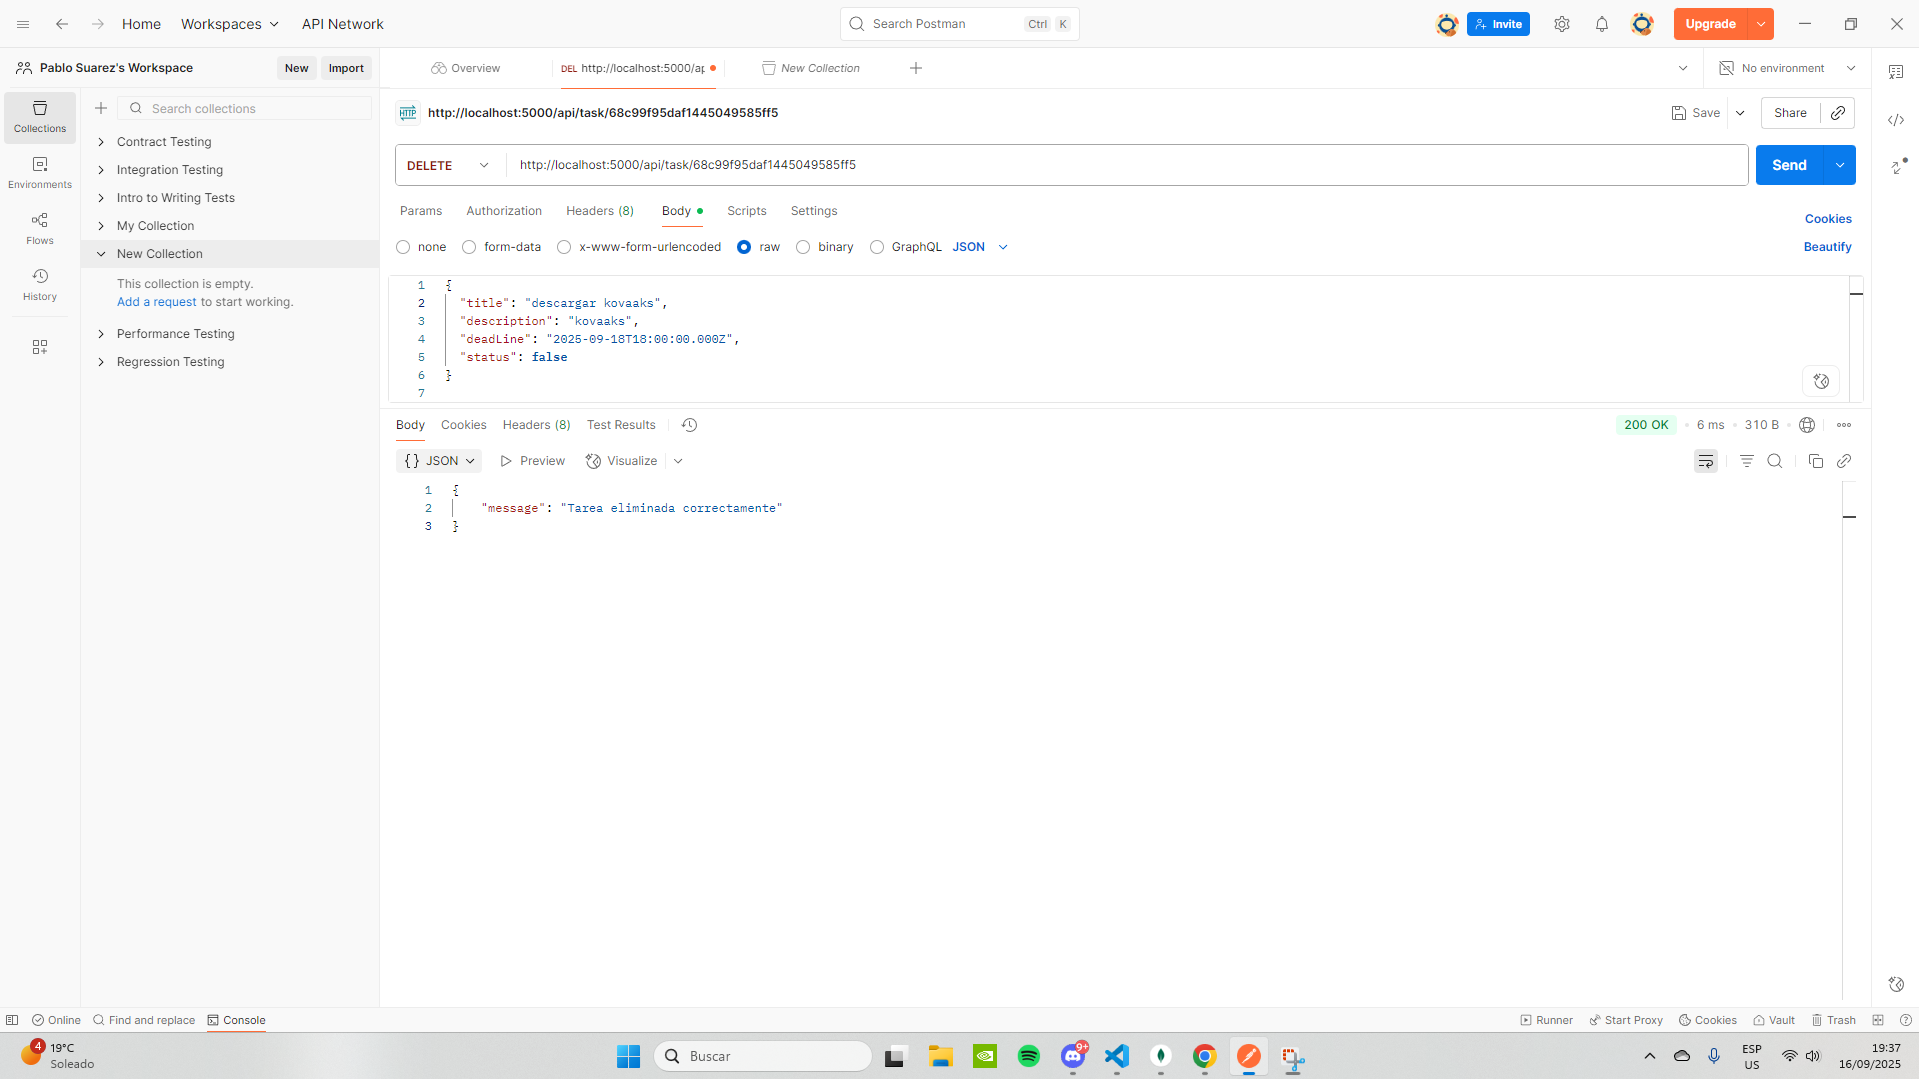 Home
Workspaces
API Network
Search Postman
Ctrl K
Invite
Upgrade
Pablo Suarez's Workspace
New
Import
Overview
DEL http://localhost:5000/ap
New Collection
No environment
Collections
Environments
Flows
History
Search collections
Contract Testing
Integration Testing
Intro to Writing Tests
My Collection
New Collection
This collection is empty.
Add a request to start working.
Performance Testing
Regression Testing
HTTP http://localhost:5000/api/task/68c99f95daf1445049585ff5
Save
Share
DELETE
http://localhost:5000/api/task/68c99f95daf1445049585ff5
Send
Params Authorization Headers (8) Body Scripts Settings
Cookies
none form-data x-www-form-urlencoded raw binary GraphQL JSON
Beautify
1 {
2 "title": "descargar kovaaks",
3 "description": "kovaaks",
4 "deadLine": "2025-09-18T18:00:00.000Z",
5 "status": false
6 }
7
Body Cookies Headers (8) Test Results
200 OK 6 ms 310 B
{} JSON Preview Visualize
1 {
2 "message": "Tarea eliminada correctamente"
3 }
Online
Find and replace
Console
Runner
Start Proxy
Cookies
Vault
Trash
4
19°C
Soleado
Buscar
9+
ESP
US
19:37
16/09/2025